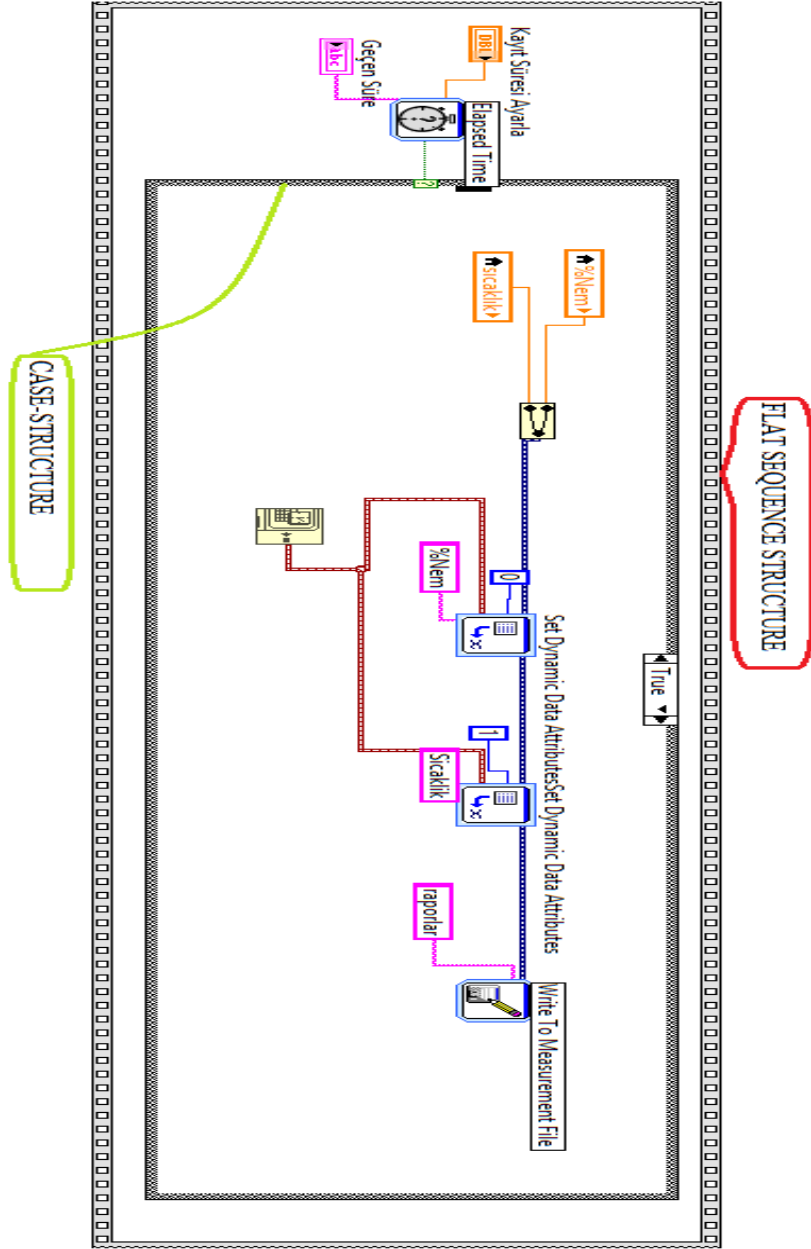 FLAT SEQUENCE STRUCTURE
True
Kayıt Süresi Ayarla
DBL
Elapsed Time
Geçen Süre
abc
?
%Nem
sıcaklık
Set Dynamic Data Attributes
Set Dynamic Data Attributes
0
%Nem
1
Sicaklik
Write To Measurement File
raporlar
CASE-STRUCTURE